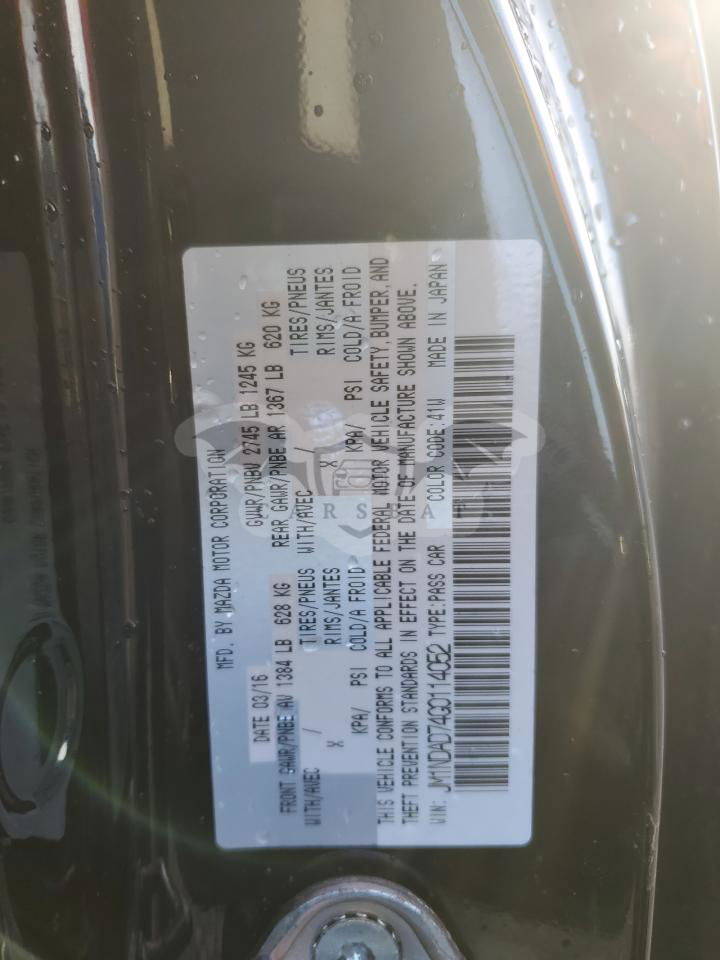 MFD. BY MAZDA MOTOR CORPORATION
DATE 03/16 GVWR/PNBV 2745 LB 1245 KG
FRONT GAWR/PNBE AV 1384 LB 628 KG REAR GAWR/PNBE AR 1367 LB 620 KG
WITH/AVEC / TIRES/PNEUS WITH/AVEC / TIRES/PNEUS
X RIMS/JANTES X RIMS/JANTES
KPA/ PSI COLD/A FROID KPA/ PSI COLD/A FROID
THIS VEHICLE CONFORMS TO ALL APPLICABLE FEDERAL MOTOR VEHICLE SAFETY, BUMPER, AND
THEFT PREVENTION STANDARDS IN EFFECT ON THE DATE OF MANUFACTURE SHOWN ABOVE.
VIN: JM1NDAD74G0114052 TYPE:PASS CAR COLOR CODE:41W MADE IN JAPAN